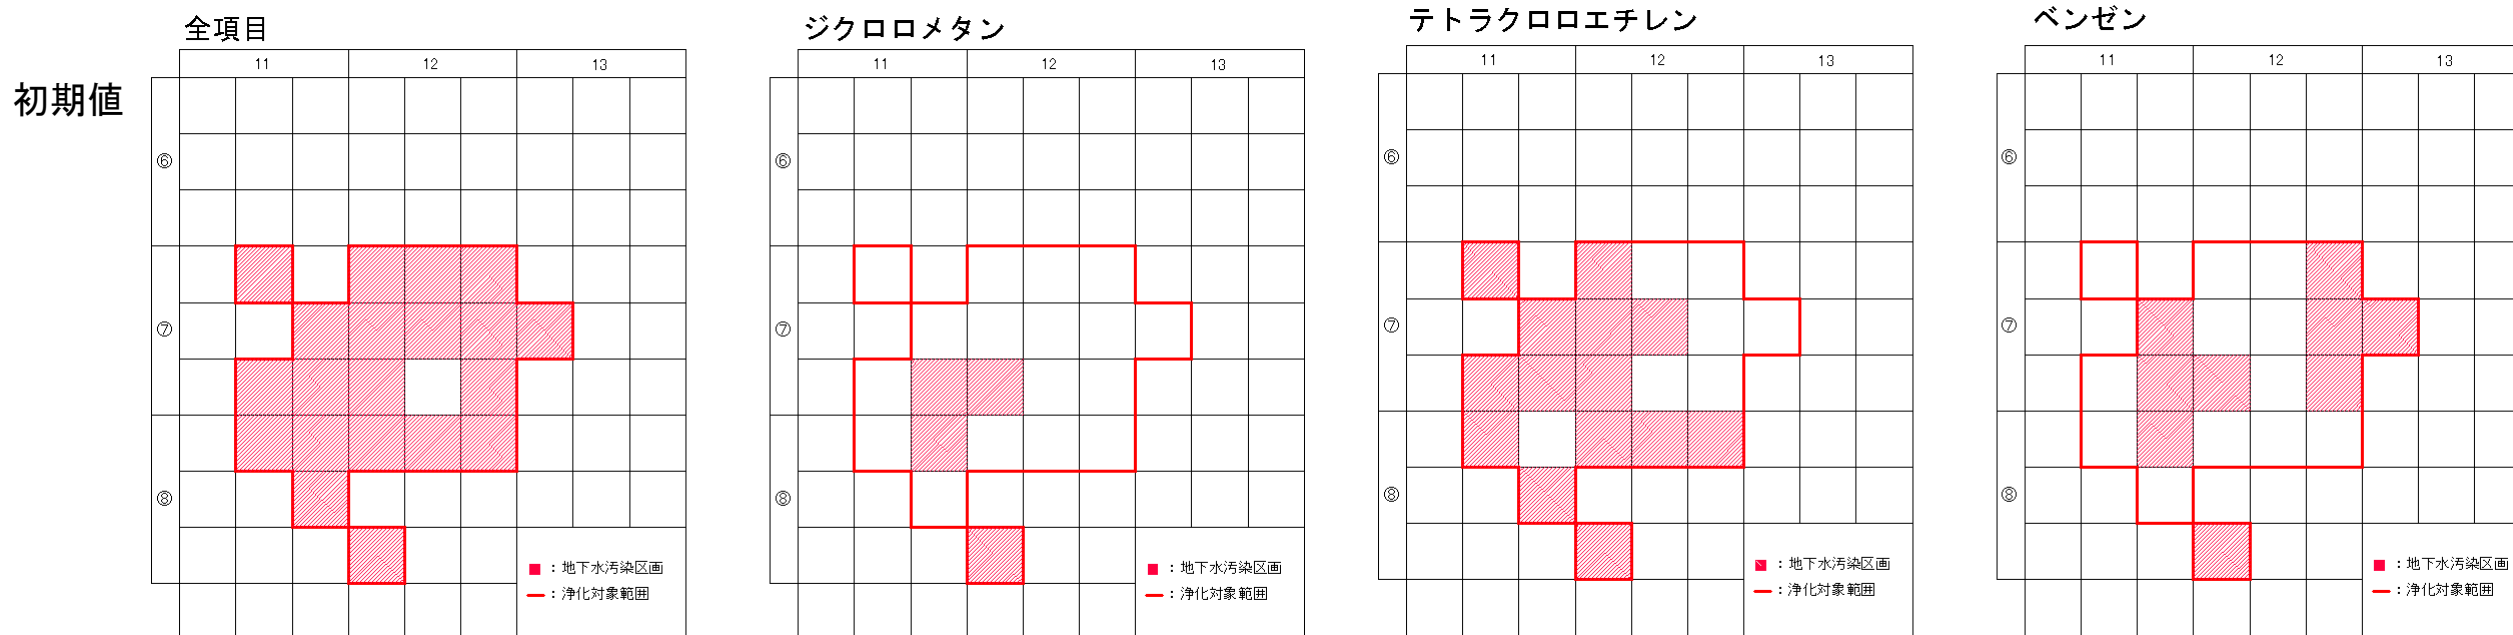 初期値
全項目
11 12 13
⑥
⑦
⑧
■：地下水汚染区画
━：浄化対象範囲
ジクロロメタン
11 12 13
⑥
⑦
⑧
■：地下水汚染区画
━：浄化対象範囲
テトラクロロエチレン
11 12 13
⑥
⑦
⑧
■：地下水汚染区画
━：浄化対象範囲
ベンゼン
11 12 13
⑥
⑦
⑧
■：地下水汚染区画
━：浄化対象範囲